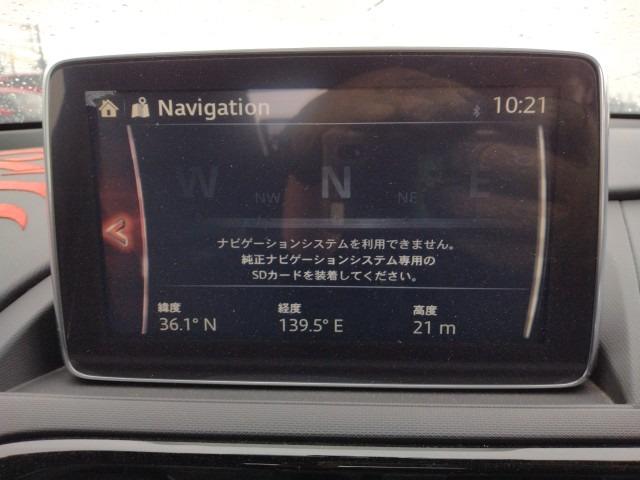 Navigation 10:21
W NW N NE E
ナビゲーションシステムを利用できません。
純正ナビゲーションシステム専用の
SDカードを装着してください。
緯度 経度 高度
36.1° N 139.5° E 21 m